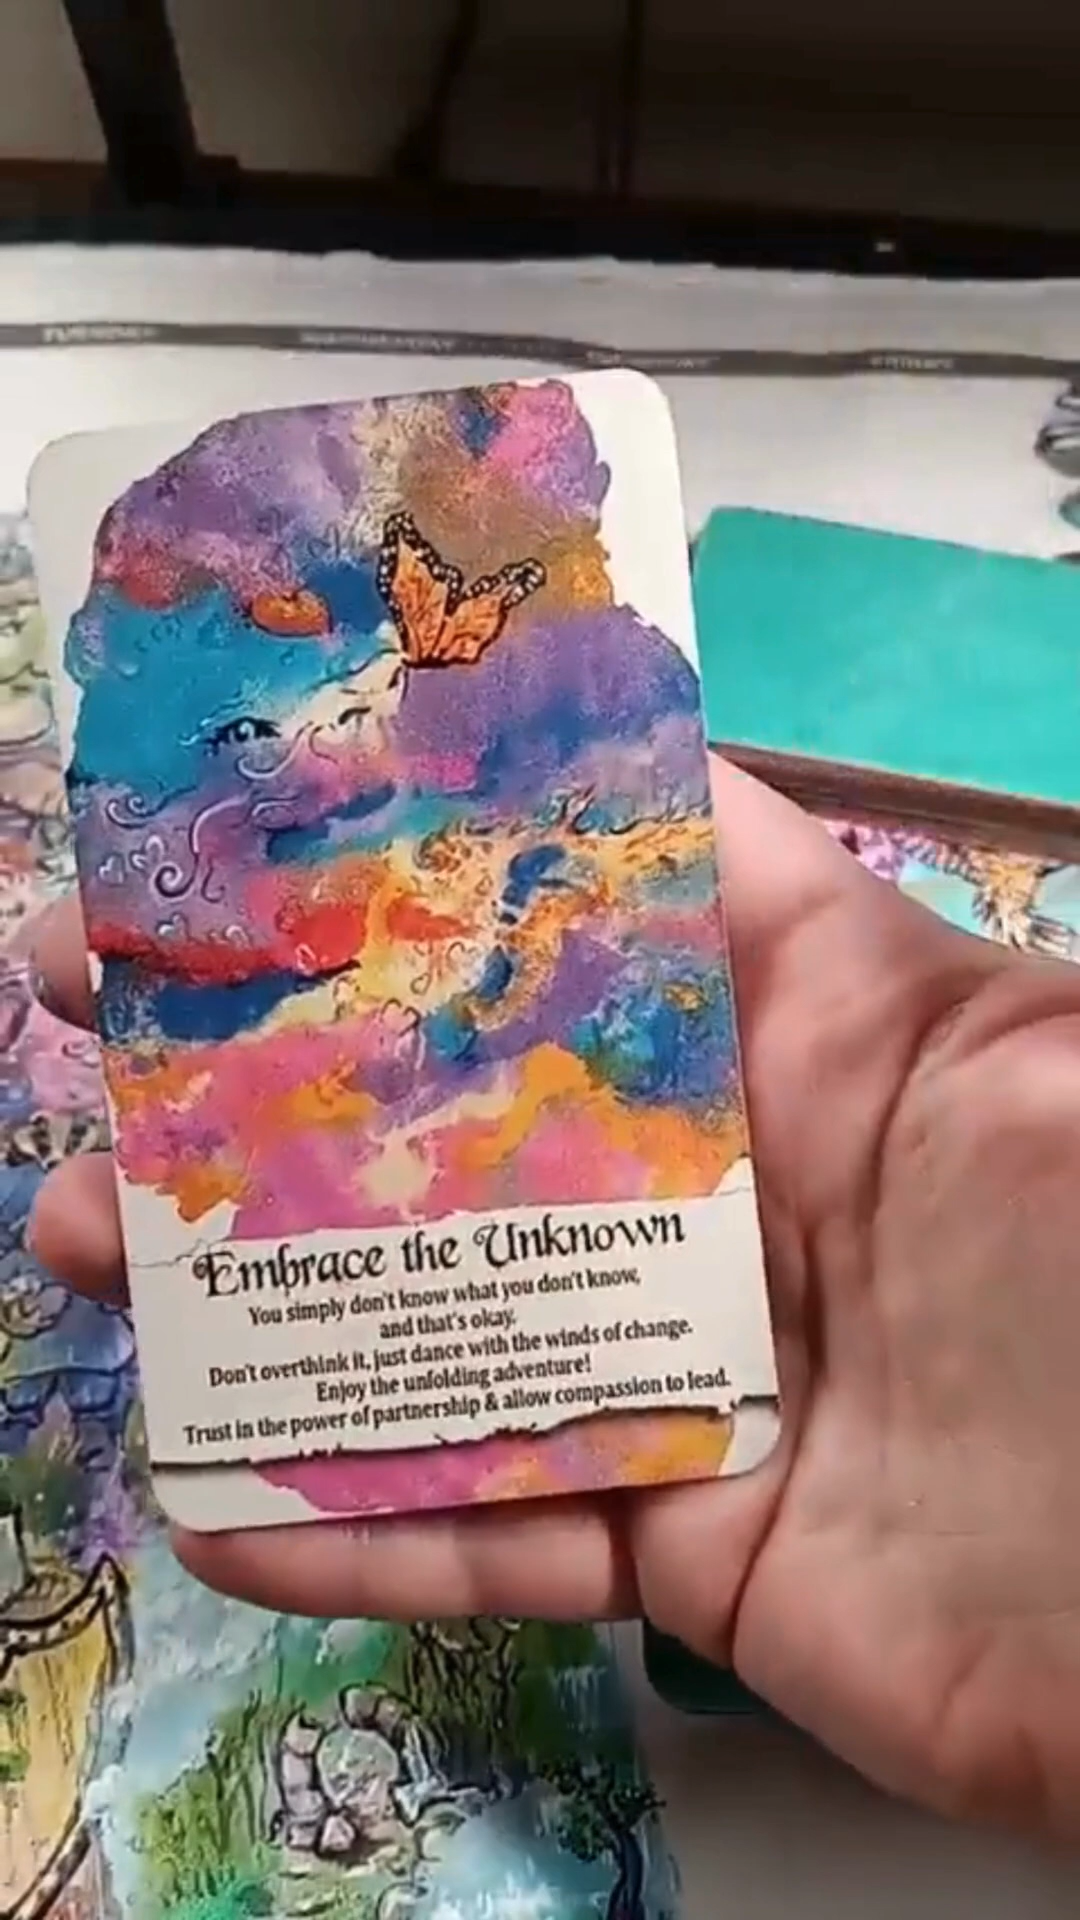 Embrace the Unknown
You simply don't know what you don't know,
and that's okay.
Don't overthink it, just dance with the winds of change.
Enjoy the unfolding adventure!
Trust in the power of partnership & allow compassion to lead.